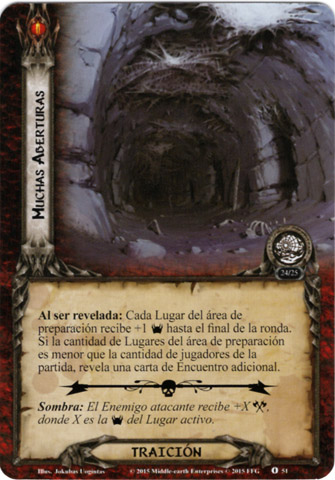 MUCHAS ABERTURAS
24/25
Al ser revelada: Cada Lugar del área de
preparación recibe +1 hasta el final de la ronda.
Si la cantidad de Lugares del área de preparación
es menor que la cantidad de jugadores de la
partida, revela una carta de Encuentro adicional.
Sombra: El Enemigo atacante recibe +X,
donde X es la del Lugar activo.
TRAICIÓN
Illus. Jokubas Uogintas
© 2015 Middle-earth Enterprises © 2015 FFG
51